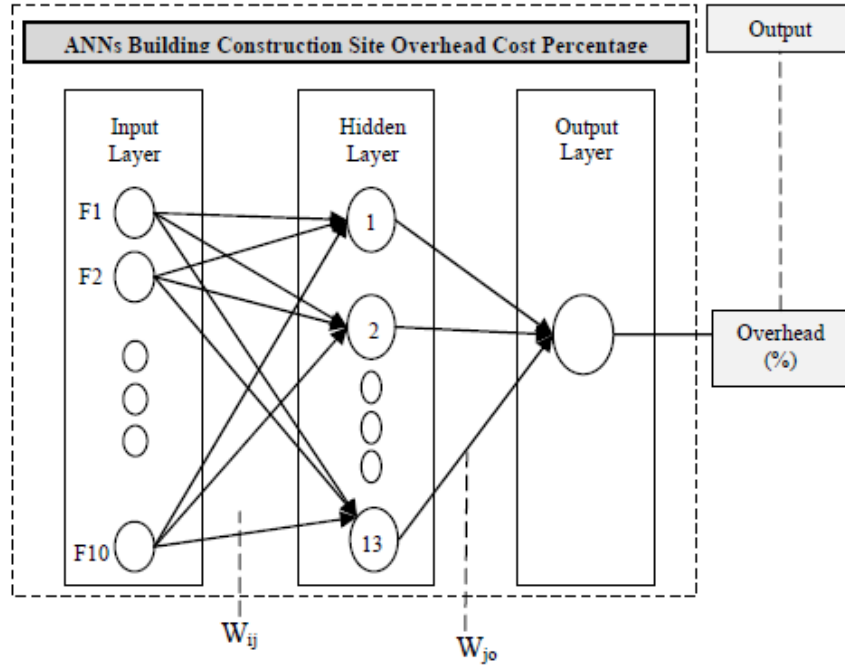 ANNs Building Construction Site Overhead Cost Percentage
Output
Input
Layer
Hidden
Layer
Output
Layer
F1
F2
F10
1
2
13
Overhead
(%)
Wij
Wjo